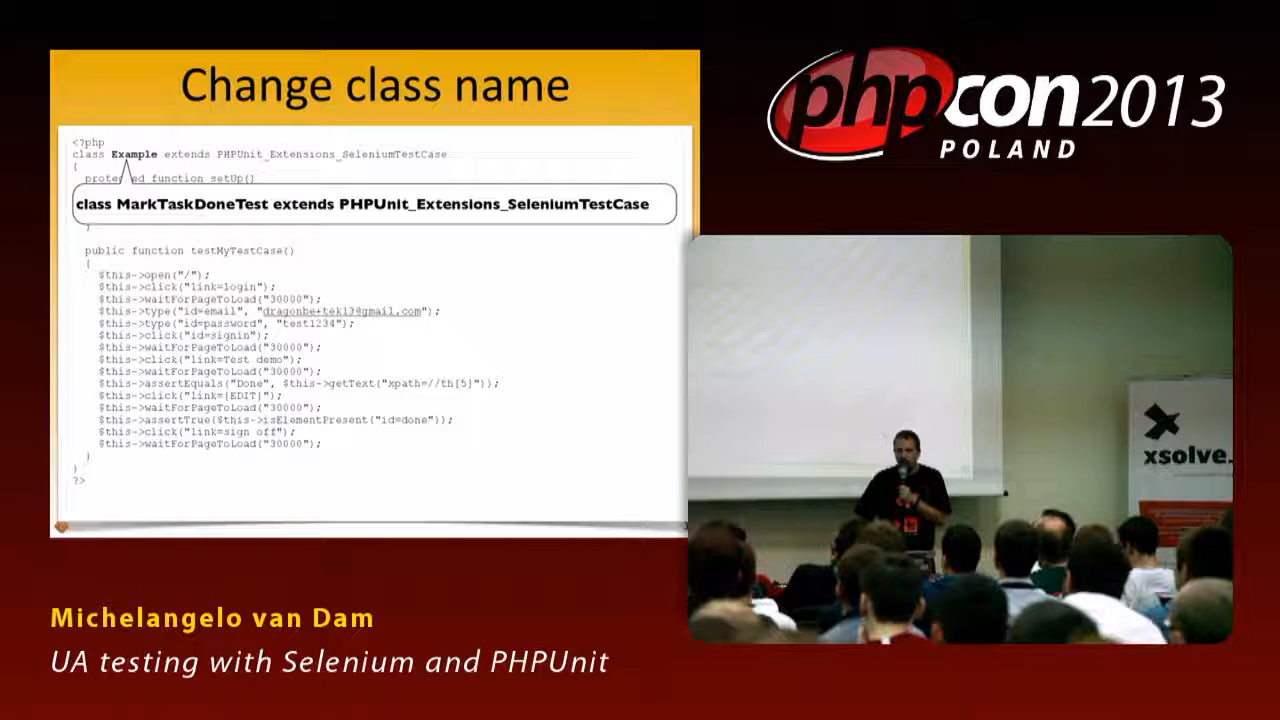 Change class name
<?php
class Example extends PHPUnit_Extensions_SeleniumTestCase
{
function setUp()
class MarkTaskDoneTest extends PHPUnit_Extensions_SeleniumTestCase
}
public function testMyTestCase()
{
$this->open("/");
$this->click("link=login");
$this->waitForPageToLoad("30000");
$this->type("id=email", "dragonbe+tek13@gmail.com");
$this->type("id=password", "test1234");
$this->click("id=signin");
$this->waitForPageToLoad("30000");
$this->click("link=Test demo");
$this->waitForPageToLoad("30000");
$this->assertEquals("Done", $this->getText("xpath=//th[5]"));
$this->click("link=[EDIT]");
$this->waitForPageToLoad("30000");
$this->assertTrue($this->isElementPresent("id=done"));
$this->click("link=sign off");
$this->waitForPageToLoad("30000");
}
}
?>
phpcon2013
POLAND
xsolve.
Michelangelo van Dam
UA testing with Selenium and PHPUnit